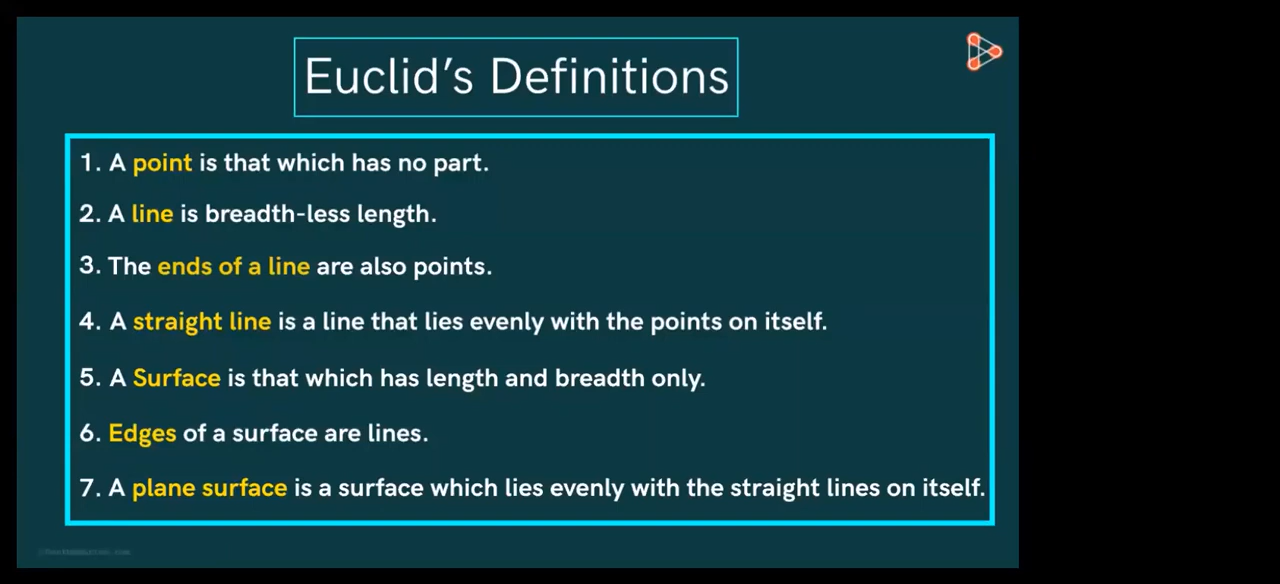 Euclid’s Definitions
1. A point is that which has no part.
2. A line is breadth-less length.
3. The ends of a line are also points.
4. A straight line is a line that lies evenly with the points on itself.
5. A Surface is that which has length and breadth only.
6. Edges of a surface are lines.
7. A plane surface is a surface which lies evenly with the straight lines on itself.